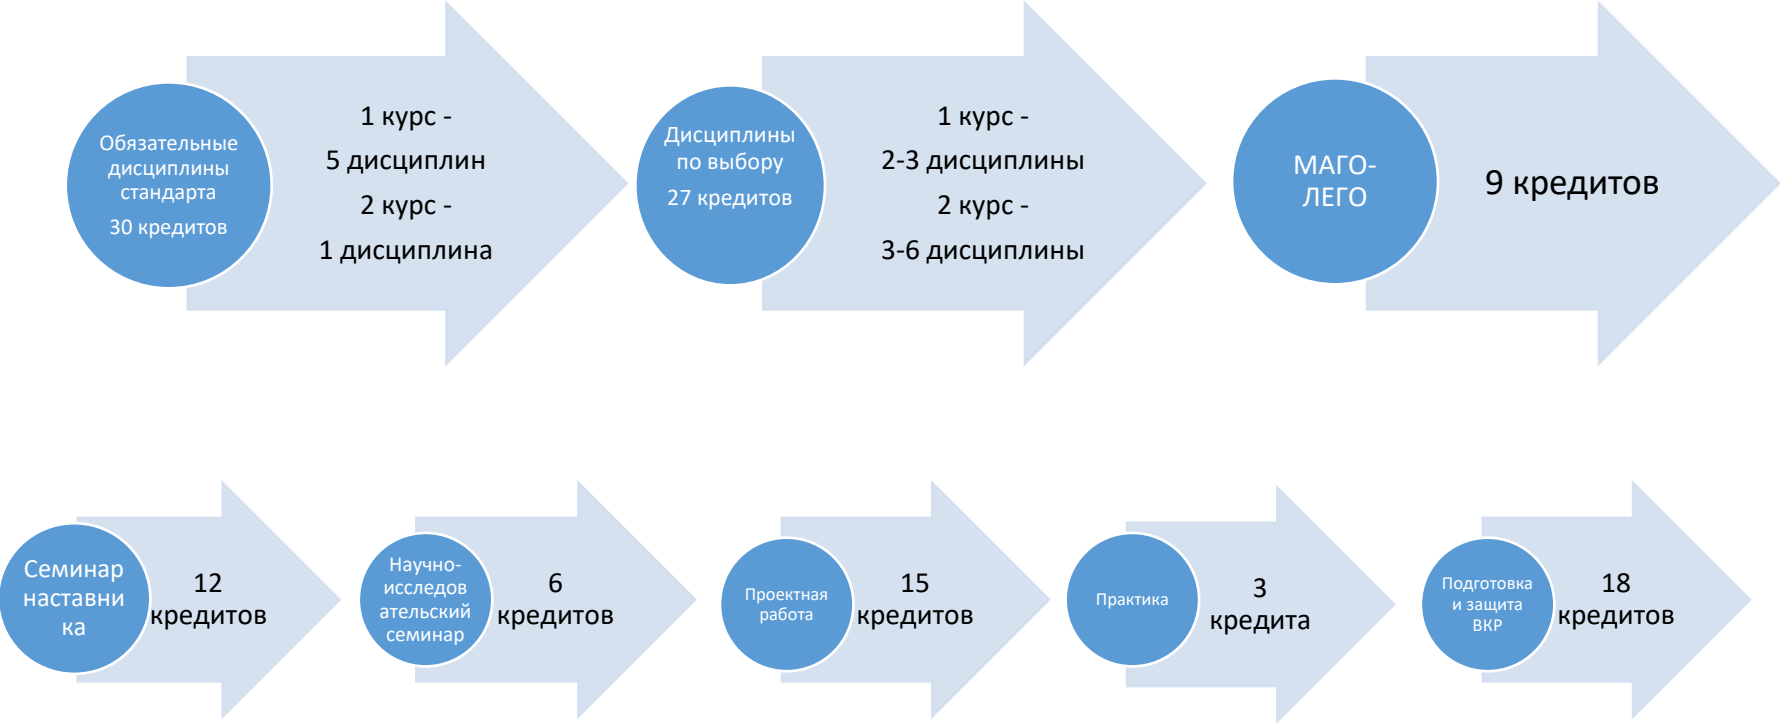 Обязательные
дисциплины
стандарта
30 кредитов
1 курс -
5 дисциплин
2 курс -
1 дисциплина
Дисциплины
по выбору
27 кредитов
1 курс -
2-3 дисциплины
2 курс -
3-6 дисциплины
МАГО-
ЛЕГО
9 кредитов
Семинар
наставни
ка
12
кредитов
Научно-
исследов
ательский
семинар
6
кредитов
Проектная
работа
15
кредитов
Практика
3
кредита
Подготовка
и защита
ВКР
18
кредитов